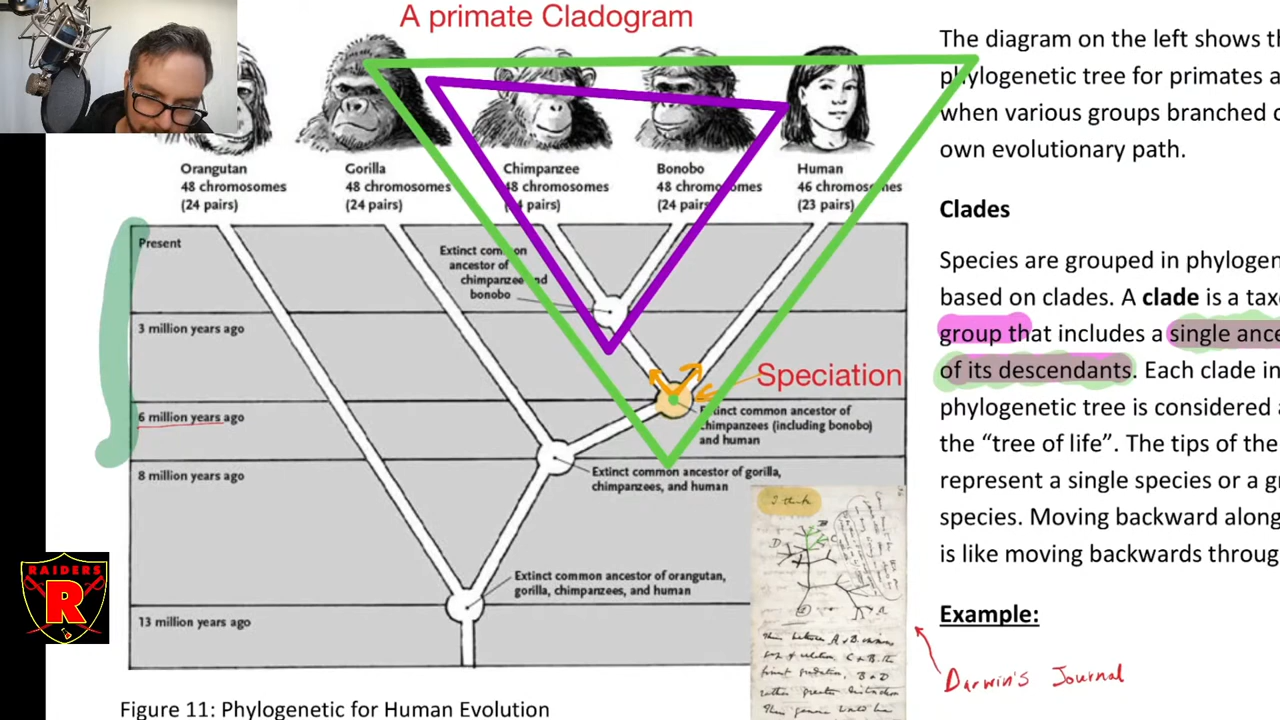 A primate Cladogram
Orangutan
48 chromosomes
(24 pairs)
Gorilla
48 chromosomes
(24 pairs)
Chimpanzee
48 chromosomes
pairs)
Bonobo
48 chromosomes
(24 pairs)
Human
46 chromosomes
(23 pairs)
Present
Extinct common
ancestor of
chimpanzee and
bonobo
3 million years ago
Speciation
6 million years ago
Extinct common ancestor of
chimpanzees (including bonobo)
and human
8 million years ago
Extinct common ancestor of gorilla,
chimpanzees, and human
Extinct common ancestor of orangutan,
gorilla, chimpanzees, and human
13 million years ago
Figure 11: Phylogenetic for Human Evolution
RAIDERS
R
I think
B
D
C
A
The diagram on the left shows
phylogenetic tree for primates
when various groups branched
own evolutionary path.
Clades
Species are grouped in
based on clades. A clade is a
group that includes a single
of its descendants. Each clade
phylogenetic tree is considered
the “tree of life”. The tips of the
represent a single species or a
species. Moving backward along
is like moving backwards
Example:
Darwin's Journal